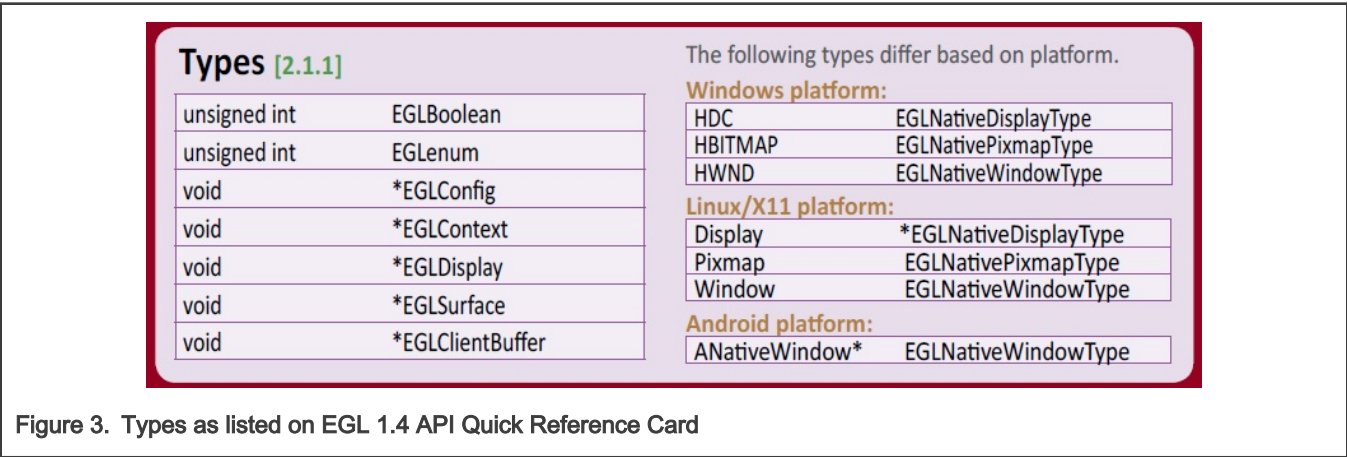 Types [2.1.1]
unsigned int EGLBoolean
unsigned int EGLenum
void *EGLConfig
void *EGLContext
void *EGLDisplay
void *EGLSurface
void *EGLClientBuffer
The following types differ based on platform.
Windows platform:
HDC EGLNativeDisplayType
HBITMAP EGLNativePixmapType
HWND EGLNativeWindowType
Linux/X11 platform:
Display *EGLNativeDisplayType
Pixmap EGLNativePixmapType
Window EGLNativeWindowType
Android platform:
ANativeWindow* EGLNativeWindowType
Figure 3. Types as listed on EGL 1.4 API Quick Reference Card